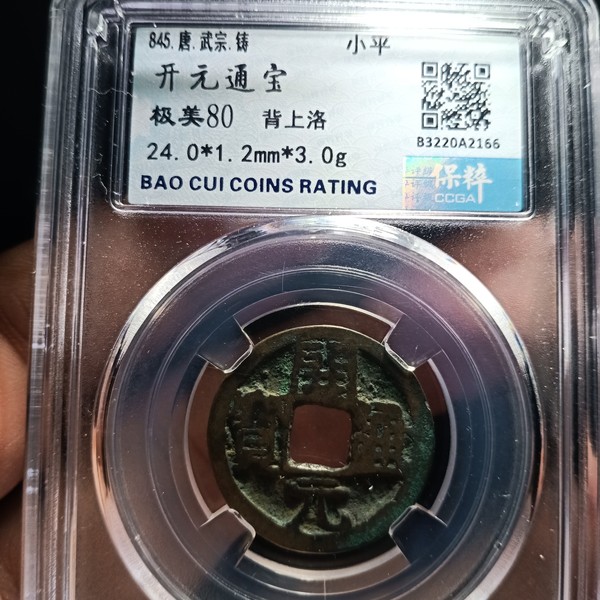 845.唐.武宗.铸 小平
开元通宝
极美80 背上洛
24.0*1.2mm*3.0g
BAO CUI COINS RATING
B3220A2166
保粹
CCGA
開元通寳